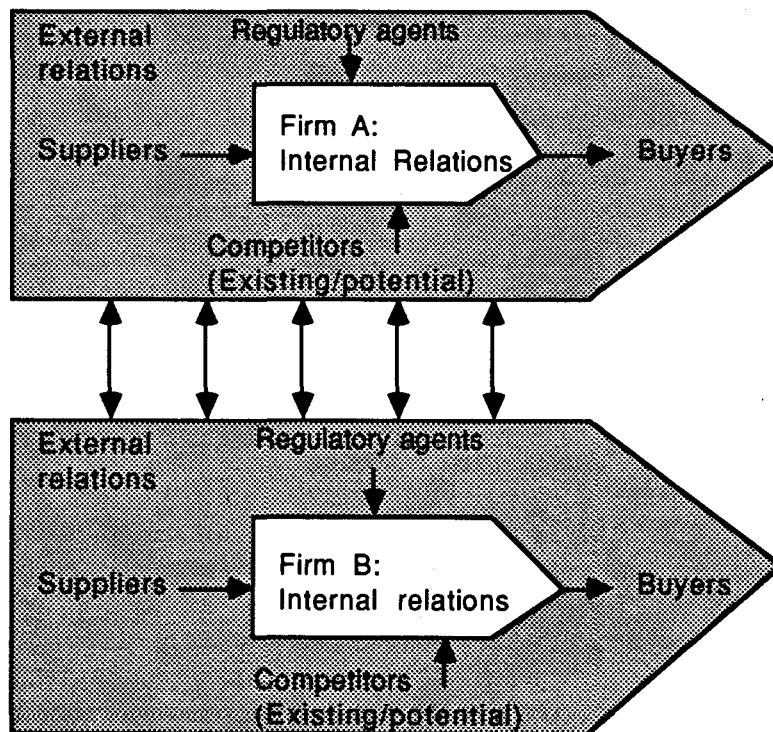 External
relations
Regulatory agents
Firm A:
Internal Relations
Suppliers
Buyers
Competitors
(Existing/potential)
External
relations
Regulatory agents
Firm B:
Internal relations
Suppliers
Buyers
Competitors
(Existing/potential)